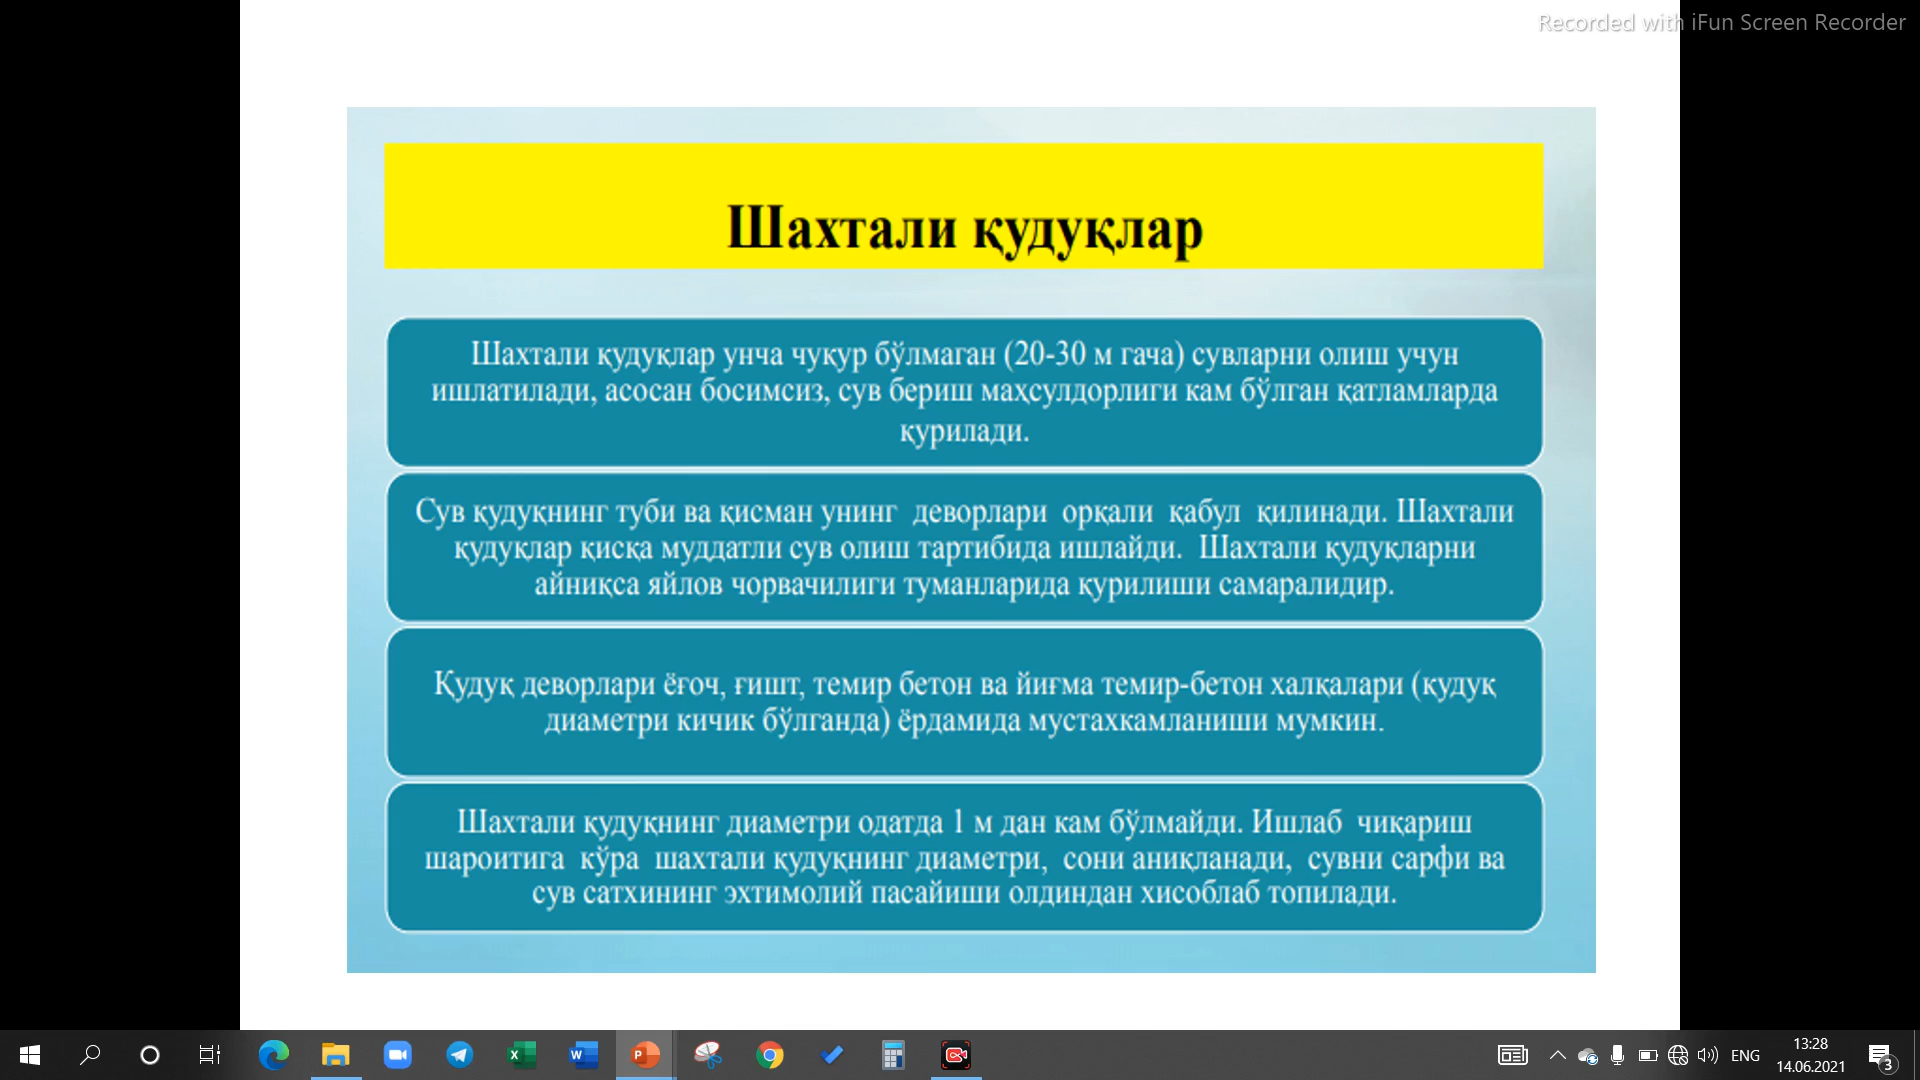 Recorded with iFun Screen Recorder
Шахтали қудуқлар
Шахтали қудуқлар унча чуқур бўлмаган (20-30 м гача) сувларни олиш учун
ишлатилади, асосан босимсиз, сув бериш маҳсулдорлиги кам бўлган қатламларда
қурилади.
Сув қудуқнинг туби ва қисман унинг деворлари орқали қабул қилинади. Шахтали
қудуқлар қисқа муддатли сув олиш тартибида ишлайди. Шахтали қудуқларни
айниқса яйлов чорвачилиги туманларида қурилиши самаралидир.
Қудуқ деворлари ёғоч, ғишт, темир бетон ва йиғма темир-бетон халқалари (қудуқ
диаметри кичик бўлганда) ёрдамида мустахкамланиши мумкин.
Шахтали қудуқнинг диаметри одатда 1 м дан кам бўлмайди. Ишлаб чиқариш
шароитига кўра шахтали қудуқнинг диаметри, сони аниқланади, сувни сарфи ва
сув сатхининг эхтимолий пасайиши олдиндан хисоблаб топилади.
ENG
13:28
14.06.2021
3